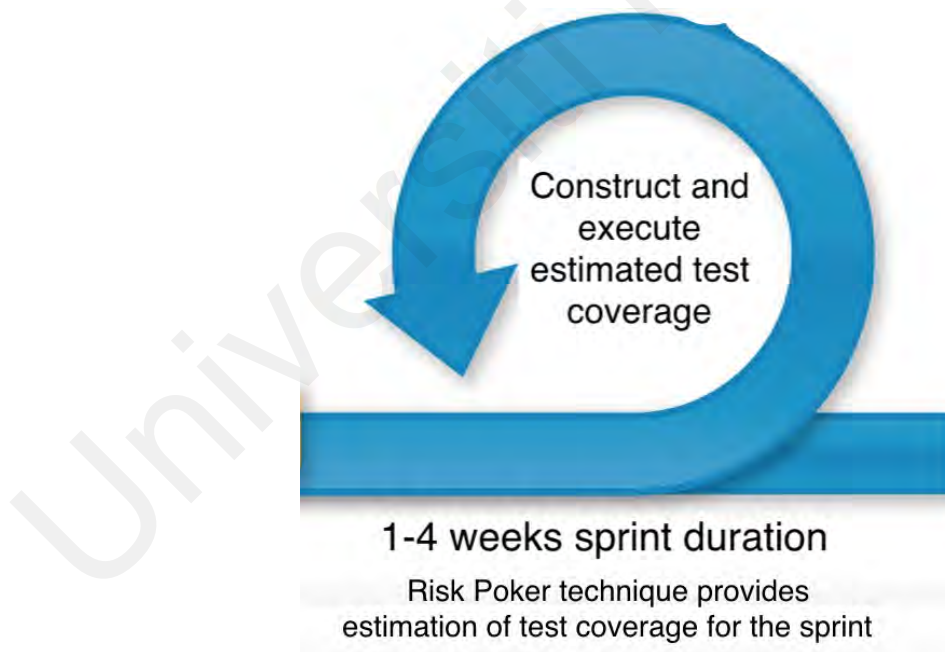 Construct and
execute
estimated test
coverage
1-4 weeks sprint duration
Risk Poker technique provides
estimation of test coverage for the sprint
Universiti